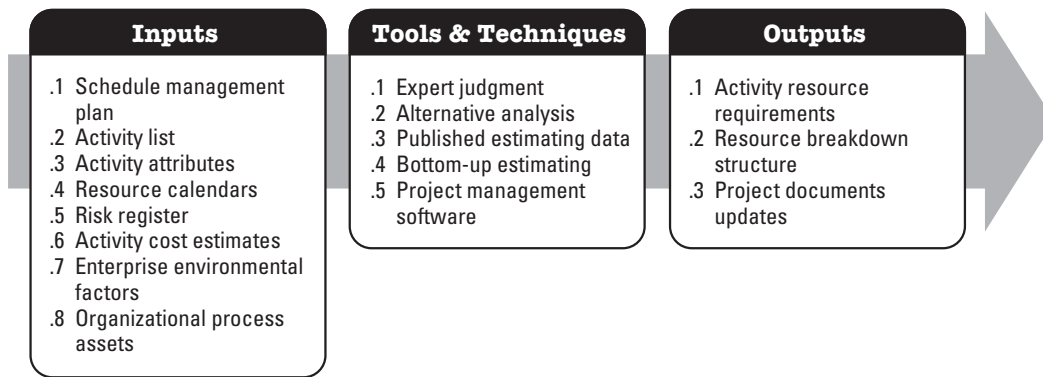 Inputs
.1 Schedule management
plan
.2 Activity list
.3 Activity attributes
.4 Resource calendars
.5 Risk register
.6 Activity cost estimates
.7 Enterprise environmental
factors
.8 Organizational process
assets
Tools & Techniques
.1 Expert judgment
.2 Alternative analysis
.3 Published estimating data
.4 Bottom-up estimating
.5 Project management
software
Outputs
.1 Activity resource
requirements
.2 Resource breakdown
structure
.3 Project documents
updates